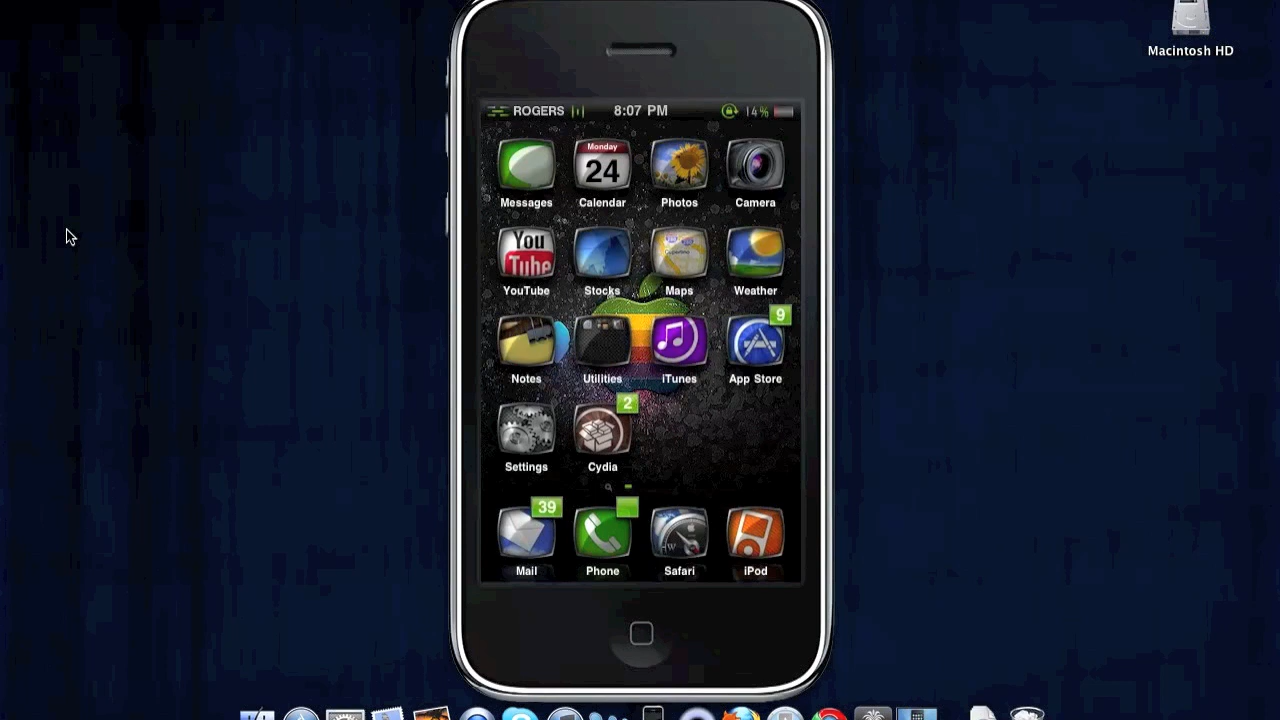 Macintosh HD
ROGERS 8:07 PM 14%
Monday
24
Messages Calendar Photos Camera
You
Tube
YouTube Stocks Maps Weather
9
Notes Utilities iTunes App Store
2
Settings Cydia
39
Mail Phone Safari iPod